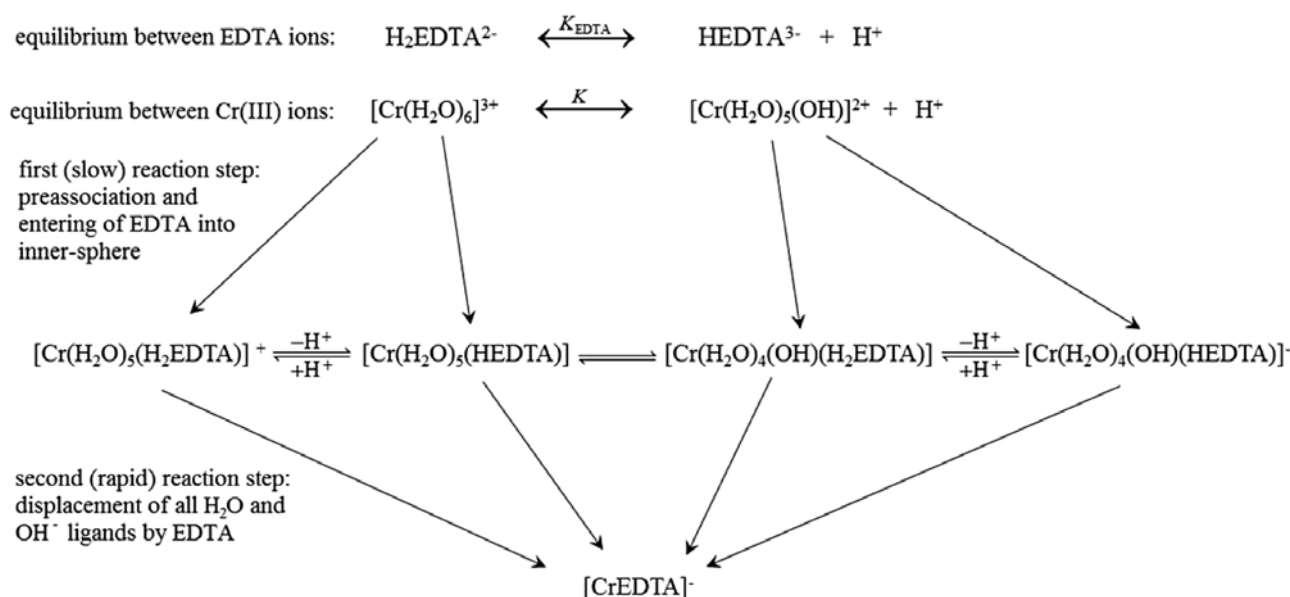 equilibrium between EDTA ions: H₂EDTA²⁻ K_EDTA HEDTA³⁻ + H⁺
equilibrium between Cr(III) ions: [Cr(H₂O)₆]³⁺ K [Cr(H₂O)₅(OH)]²⁺ + H⁺
first (slow) reaction step:
preassociation and
entering of EDTA into
inner-sphere
[Cr(H₂O)₅(H₂EDTA)]⁺ –H⁺ +H⁺ [Cr(H₂O)₅(HEDTA)] [Cr(H₂O)₄(OH)(H₂EDTA)] –H⁺ +H⁺ [Cr(H₂O)₄(OH)(HEDTA)]⁻
second (rapid) reaction step:
displacement of all H₂O and
OH⁻ ligands by EDTA
[CrEDTA]⁻